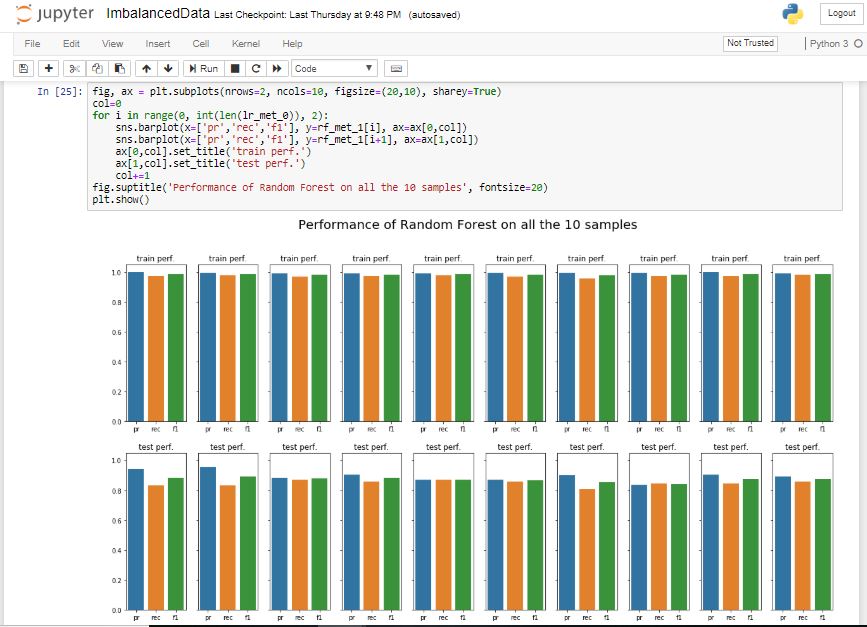 jupyter ImbalancedData Last Checkpoint: Last Thursday at 9:48 PM (autosaved)
Logout
File Edit View Insert Cell Kernel Help
Not Trusted
Python 3
Run
Code
In [25]:
fig, ax = plt.subplots(nrows=2, ncols=10, figsize=(20,10), sharey=True)
col=0
for i in range(0, int(len(lr_met_0)), 2):
    sns.barplot(x=['pr','rec','f1'], y=rf_met_1[i], ax=ax[0,col])
    sns.barplot(x=['pr','rec','f1'], y=rf_met_1[i+1], ax=ax[1,col])
    ax[0,col].set_title('train perf.')
    ax[1,col].set_title('test perf.')
    col+=1
fig.suptitle('Performance of Random Forest on all the 10 samples', fontsize=20)
plt.show()
Performance of Random Forest on all the 10 samples
train perf. train perf. train perf. train perf. train perf. train perf. train perf. train perf. train perf. train perf.
1.0
0.8
0.6
0.4
0.2
0.0
pr rec f1 pr rec f1 pr rec f1 pr rec f1 pr rec f1 pr rec f1 pr rec f1 pr rec f1 pr rec f1 pr rec f1
test perf. test perf. test perf. test perf. test perf. test perf. test perf. test perf. test perf. test perf.
1.0
0.8
0.6
0.4
0.2
0.0
pr rec f1 pr rec f1 pr rec f1 pr rec f1 pr rec f1 pr rec f1 pr rec f1 pr rec f1 pr rec f1 pr rec f1